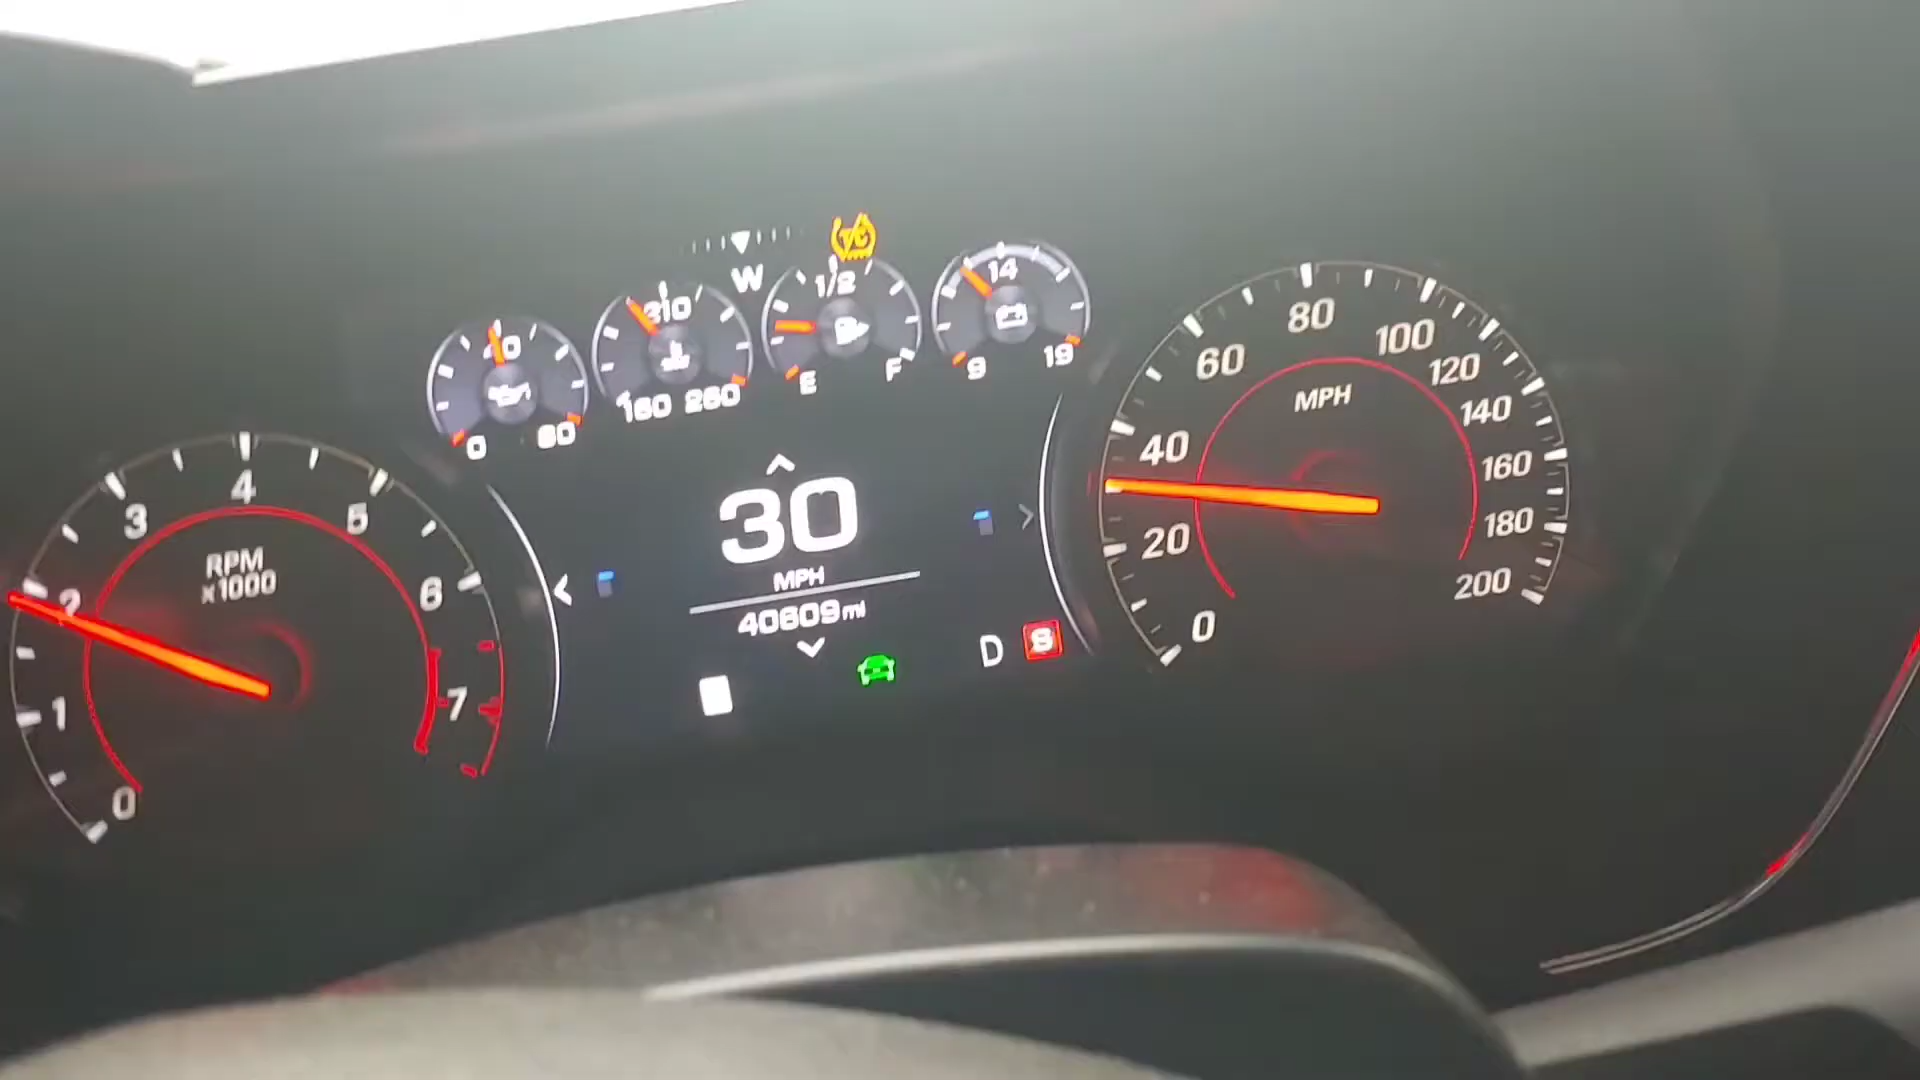 W
TC
40
0 80
210
160 260
1/2
E F
14
9 19
0 1 2 3 4 5 6 7
RPM
x1000
30
MPH
40609mi
D S
0 20 40 60 80 100 120 140 160 180 200
MPH